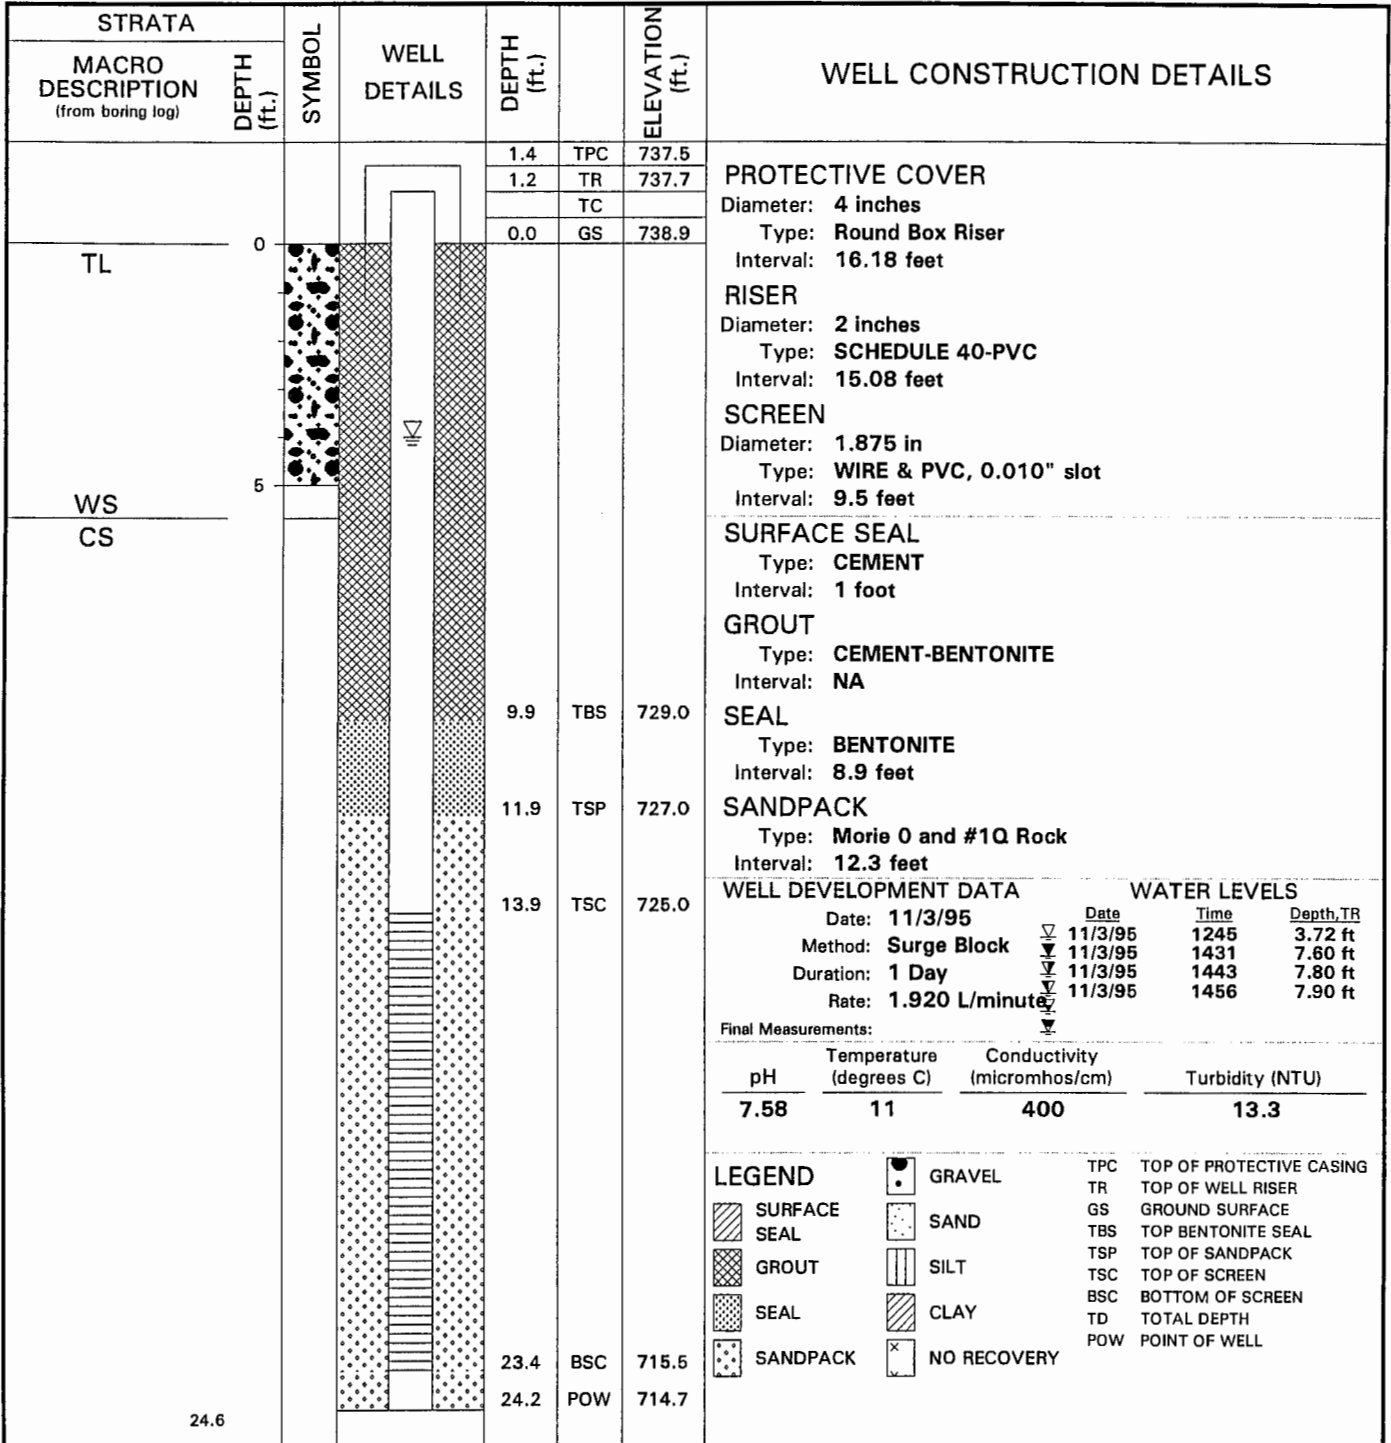 STRATA
MACRO
DESCRIPTION
(from boring log)
DEPTH
(ft.)
SYMBOL
WELL
DETAILS
DEPTH
(ft.)
ELEVATION
(ft.)
WELL CONSTRUCTION DETAILS
1.4 TPC 737.5
1.2 TR 737.7
TC
0.0 GS 738.9
0
TL
5
WS
CS
9.9 TBS 729.0
11.9 TSP 727.0
13.9 TSC 725.0
23.4 BSC 715.5
24.2 POW 714.7
24.6
PROTECTIVE COVER
Diameter: 4 inches
Type: Round Box Riser
Interval: 16.18 feet
RISER
Diameter: 2 inches
Type: SCHEDULE 40-PVC
Interval: 15.08 feet
SCREEN
Diameter: 1.875 in
Type: WIRE & PVC, 0.010" slot
Interval: 9.5 feet
SURFACE SEAL
Type: CEMENT
Interval: 1 foot
GROUT
Type: CEMENT-BENTONITE
Interval: NA
SEAL
Type: BENTONITE
Interval: 8.9 feet
SANDPACK
Type: Morie 0 and #1Q Rock
Interval: 12.3 feet
WELL DEVELOPMENT DATA
Date: 11/3/95
Method: Surge Block
Duration: 1 Day
Rate: 1.920 L/minute
Final Measurements:
WATER LEVELS
Date Time Depth,TR
11/3/95 1245 3.72 ft
11/3/95 1431 7.60 ft
11/3/95 1443 7.80 ft
11/3/95 1456 7.90 ft
pH Temperature (degrees C) Conductivity (micromhos/cm) Turbidity (NTU)
7.58 11 400 13.3
LEGEND
SURFACE
SEAL
GROUT
SEAL
SANDPACK
GRAVEL
SAND
SILT
CLAY
NO RECOVERY
TPC TOP OF PROTECTIVE CASING
TR TOP OF WELL RISER
GS GROUND SURFACE
TBS TOP BENTONITE SEAL
TSP TOP OF SANDPACK
TSC TOP OF SCREEN
BSC BOTTOM OF SCREEN
TD TOTAL DEPTH
POW POINT OF WELL